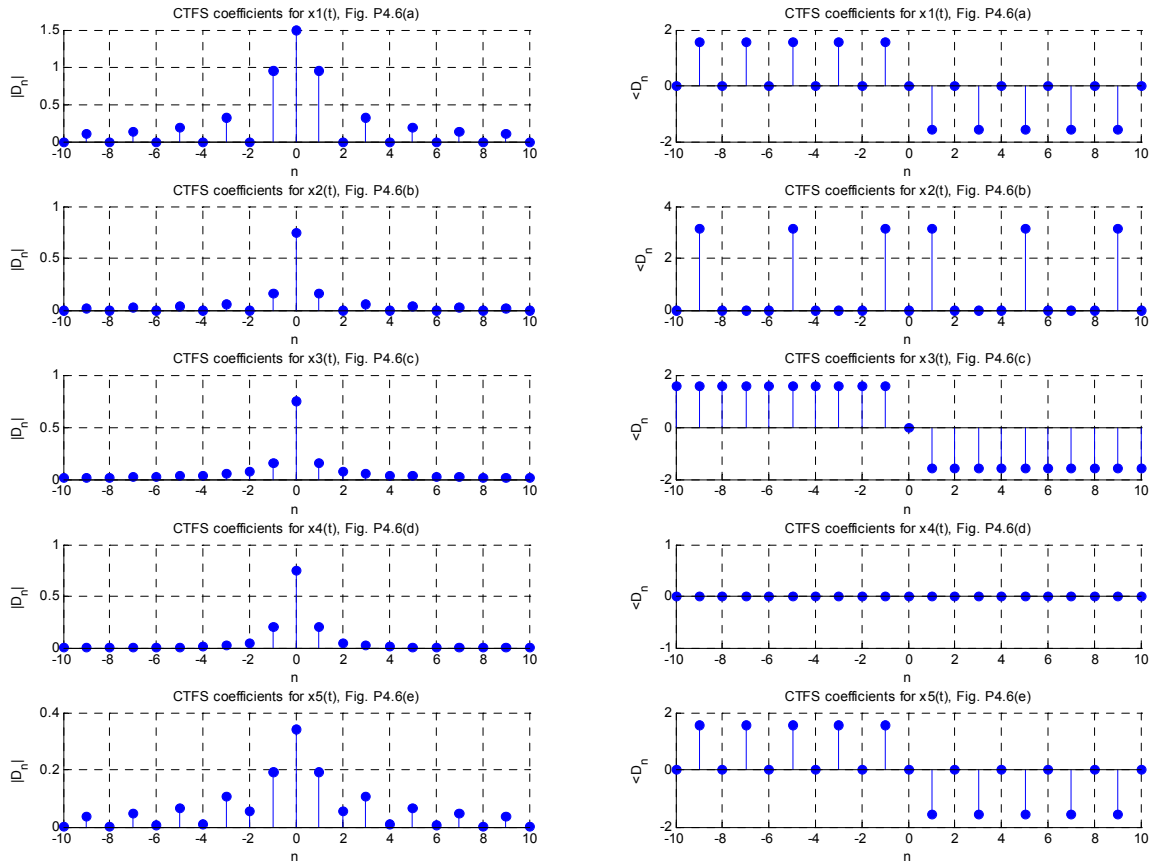 CTFS coefficients for x1(t), Fig. P4.6(a)
1.5
1
0.5
0
|D_n|
-10 -8 -6 -4 -2 0 2 4 6 8 10
n
CTFS coefficients for x1(t), Fig. P4.6(a)
2
0
-2
<D_n
-10 -8 -6 -4 -2 0 2 4 6 8 10
n
CTFS coefficients for x2(t), Fig. P4.6(b)
1
0.5
0
|D_n|
-10 -8 -6 -4 -2 0 2 4 6 8 10
n
CTFS coefficients for x2(t), Fig. P4.6(b)
4
2
0
<D_n
-10 -8 -6 -4 -2 0 2 4 6 8 10
n
CTFS coefficients for x3(t), Fig. P4.6(c)
1
0.5
0
|D_n|
-10 -8 -6 -4 -2 0 2 4 6 8 10
n
CTFS coefficients for x3(t), Fig. P4.6(c)
2
0
-2
<D_n
-10 -8 -6 -4 -2 0 2 4 6 8 10
n
CTFS coefficients for x4(t), Fig. P4.6(d)
1
0.5
0
|D_n|
-10 -8 -6 -4 -2 0 2 4 6 8 10
n
CTFS coefficients for x4(t), Fig. P4.6(d)
1
0
-1
<D_n
-10 -8 -6 -4 -2 0 2 4 6 8 10
n
CTFS coefficients for x5(t), Fig. P4.6(e)
0.4
0.2
0
|D_n|
-10 -8 -6 -4 -2 0 2 4 6 8 10
n
CTFS coefficients for x5(t), Fig. P4.6(e)
2
0
-2
<D_n
-10 -8 -6 -4 -2 0 2 4 6 8 10
n